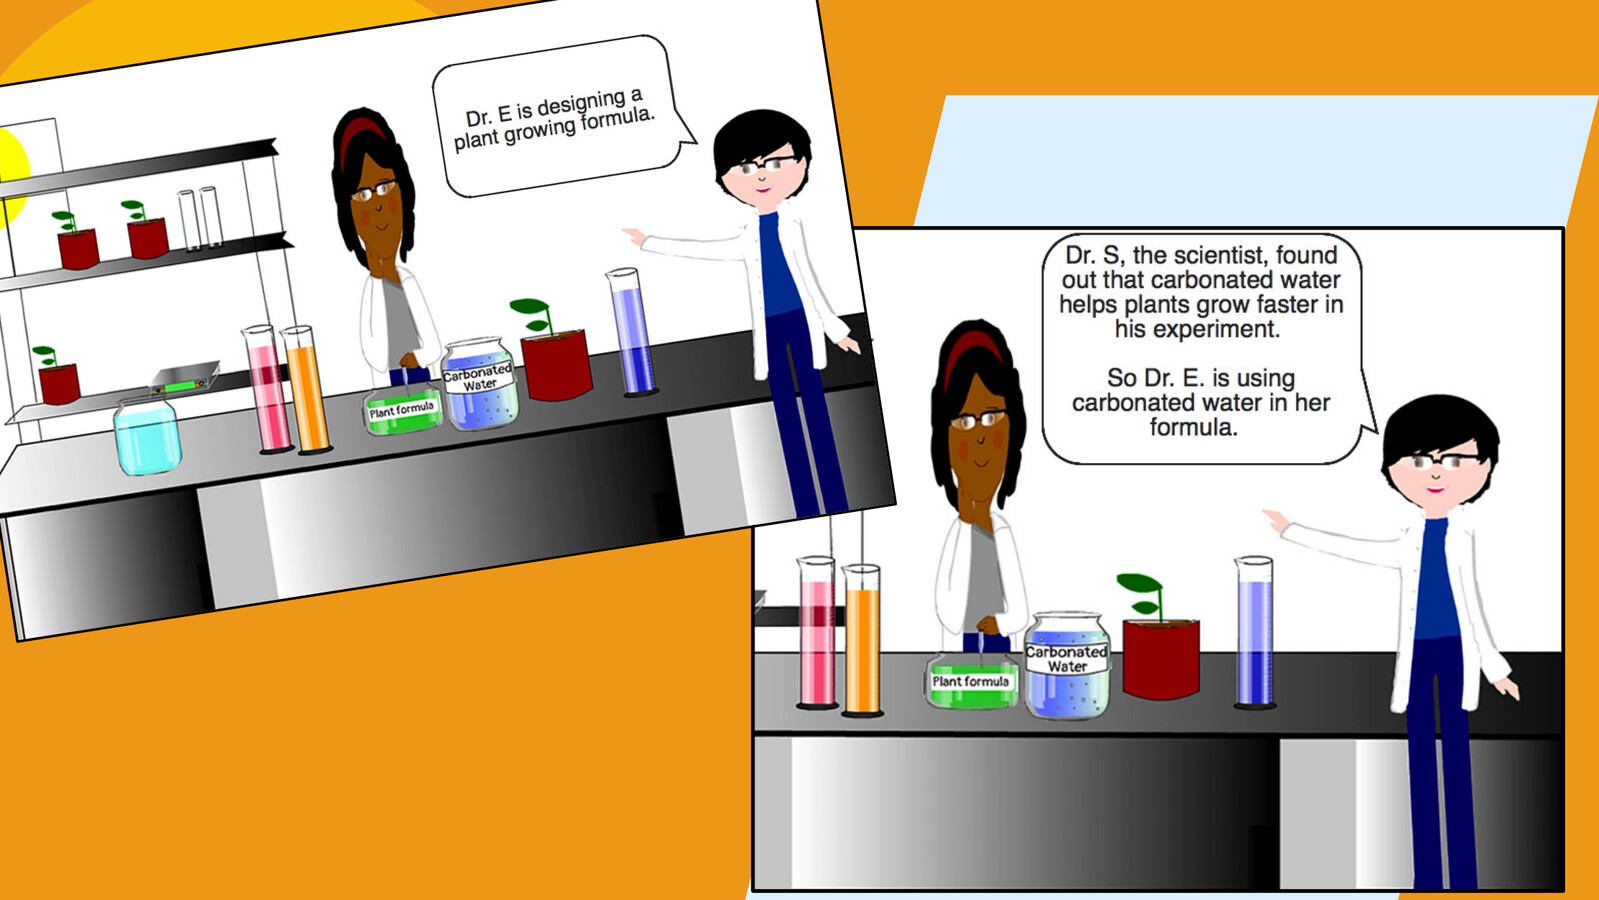 Dr. E is designing a
plant growing formula.
Carbonated
Water
Plant formula
Dr. S, the scientist, found
out that carbonated water
helps plants grow faster in
his experiment.
So Dr. E. is using
carbonated water in her
formula.
Carbonated
Water
Plant formula